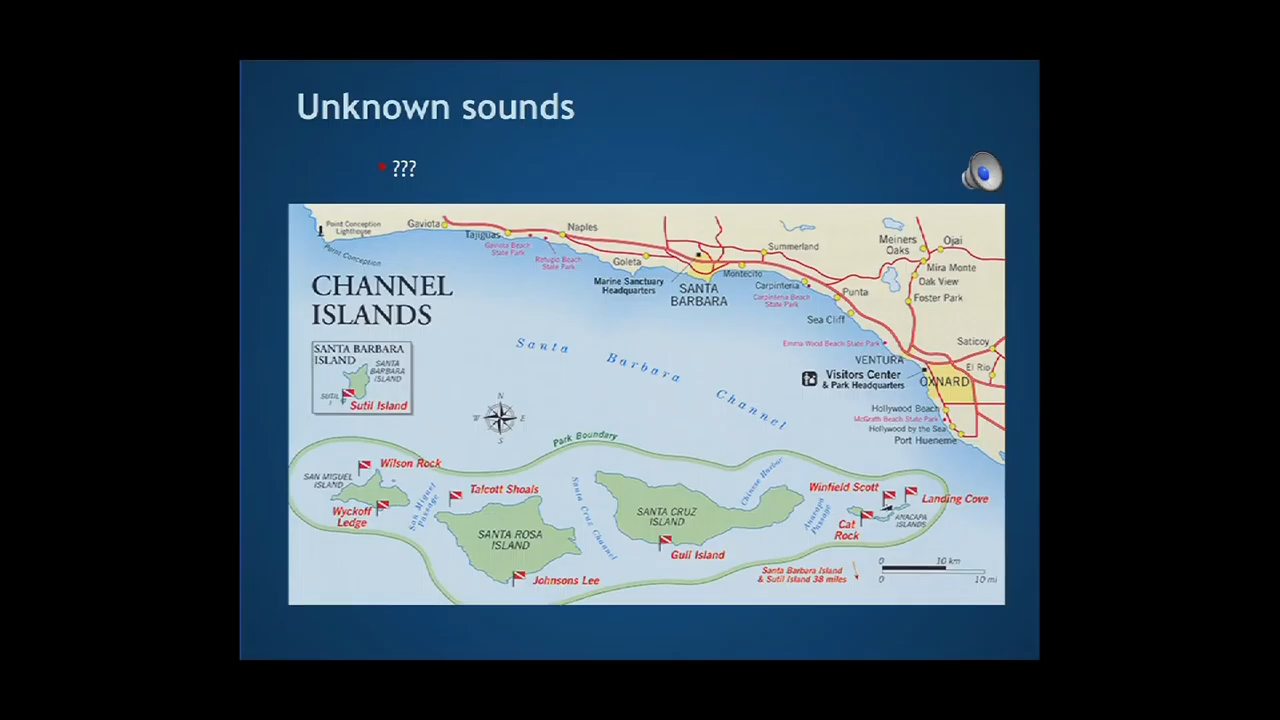 Unknown sounds
• ???
Point Conception
Lighthouse
Point Conception
Gaviota
Tajiguas
Gaviota Beach
State Park
Naples
Refugio Beach
State Park
Goleta
Marine Sanctuary
Headquarters
SANTA
BARBARA
Montecito
Summerland
Carpinteria
Carpinteria Beach
State Park
Punta
Sea Cliff
Emma Wood Beach State Park
Meiners
Oaks
Ojai
Mira Monte
Oak View
Foster Park
Saticoy
El Rio
VENTURA
Visitors Center
& Park Headquarters
OXNARD
Hollywood Beach
McGrath Beach State Park
Hollywood by the Sea
Port Hueneme
CHANNEL
ISLANDS
SANTA BARBARA
ISLAND
SANTA
BARBARA
ISLAND
SUTIL
I
Sutil Island
Santa Barbara Channel
N
W E
S
Park Boundary
SAN MIGUEL
ISLAND
Wilson Rock
Wyckoff
Ledge
San Miguel
Passage
Talcott Shoals
SANTA ROSA
ISLAND
Johnsons Lee
Santa Cruz Channel
SANTA CRUZ
ISLAND
Gull Island
Chinese Harbor
Anacapa
Passage
Winfield Scott
Landing Cove
Cat
Rock
ANACAPA
ISLANDS
Santa Barbara Island
& Sutil Island 38 miles
0 10 km
0 10 mi